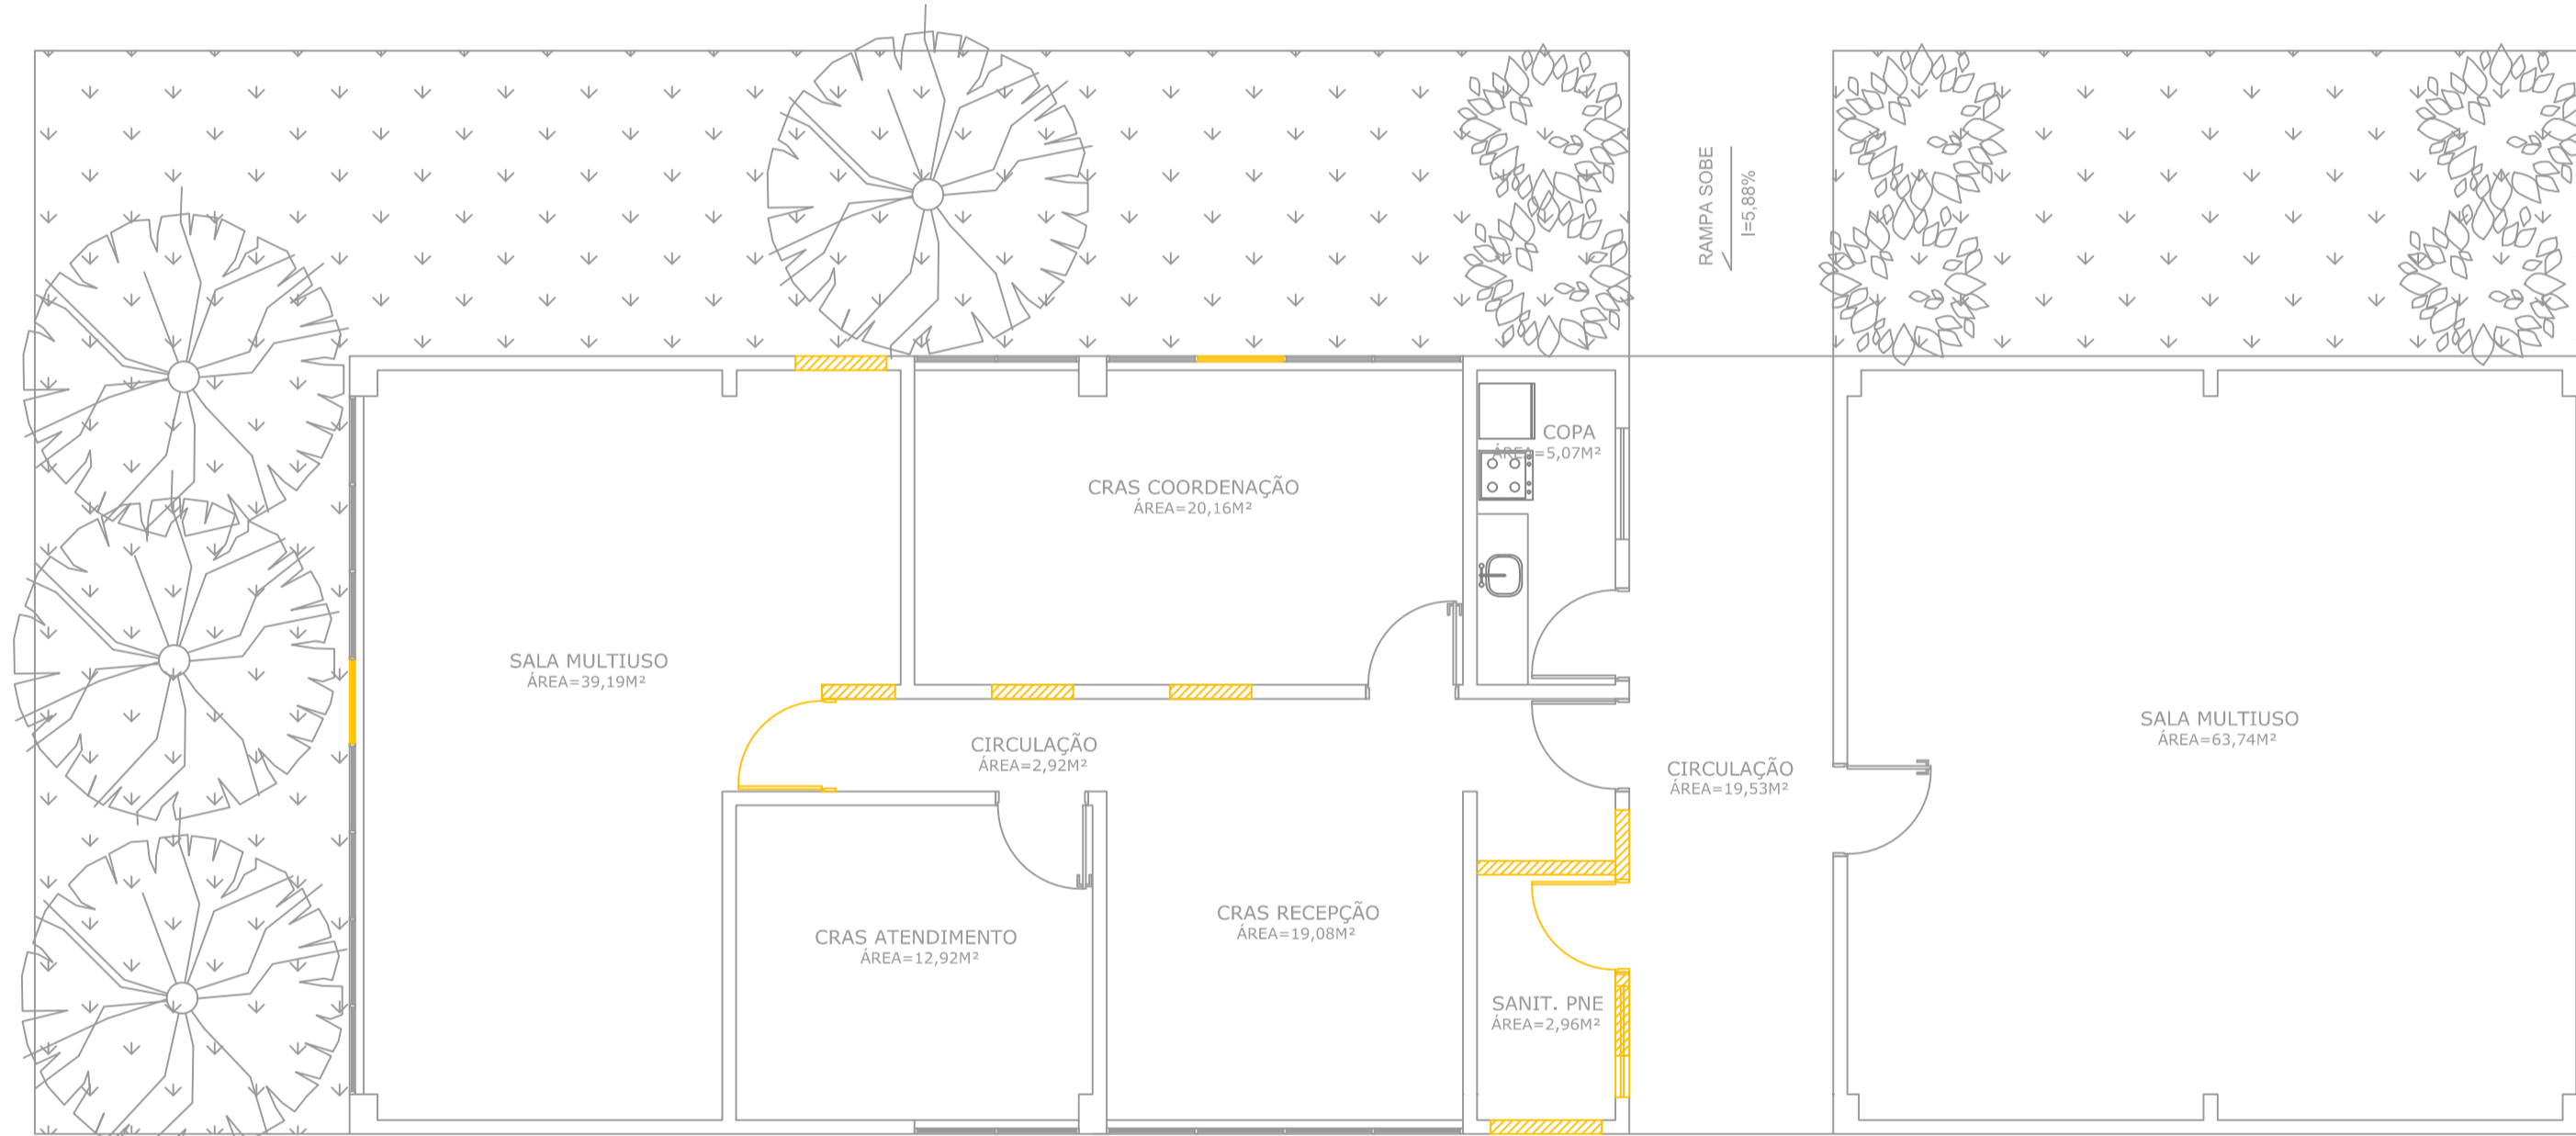 RAMPA SOBE
I=5,88%
COPA
ÁREA=5,07M²
CRAS COORDENAÇÃO
ÁREA=20,16M²
SALA MULTIUSO
ÁREA=39,19M²
CIRCULAÇÃO
ÁREA=2,92M²
CIRCULAÇÃO
ÁREA=19,53M²
SALA MULTIUSO
ÁREA=63,74M²
CRAS ATENDIMENTO
ÁREA=12,92M²
CRAS RECEPÇÃO
ÁREA=19,08M²
SANIT. PNE
ÁREA=2,96M²